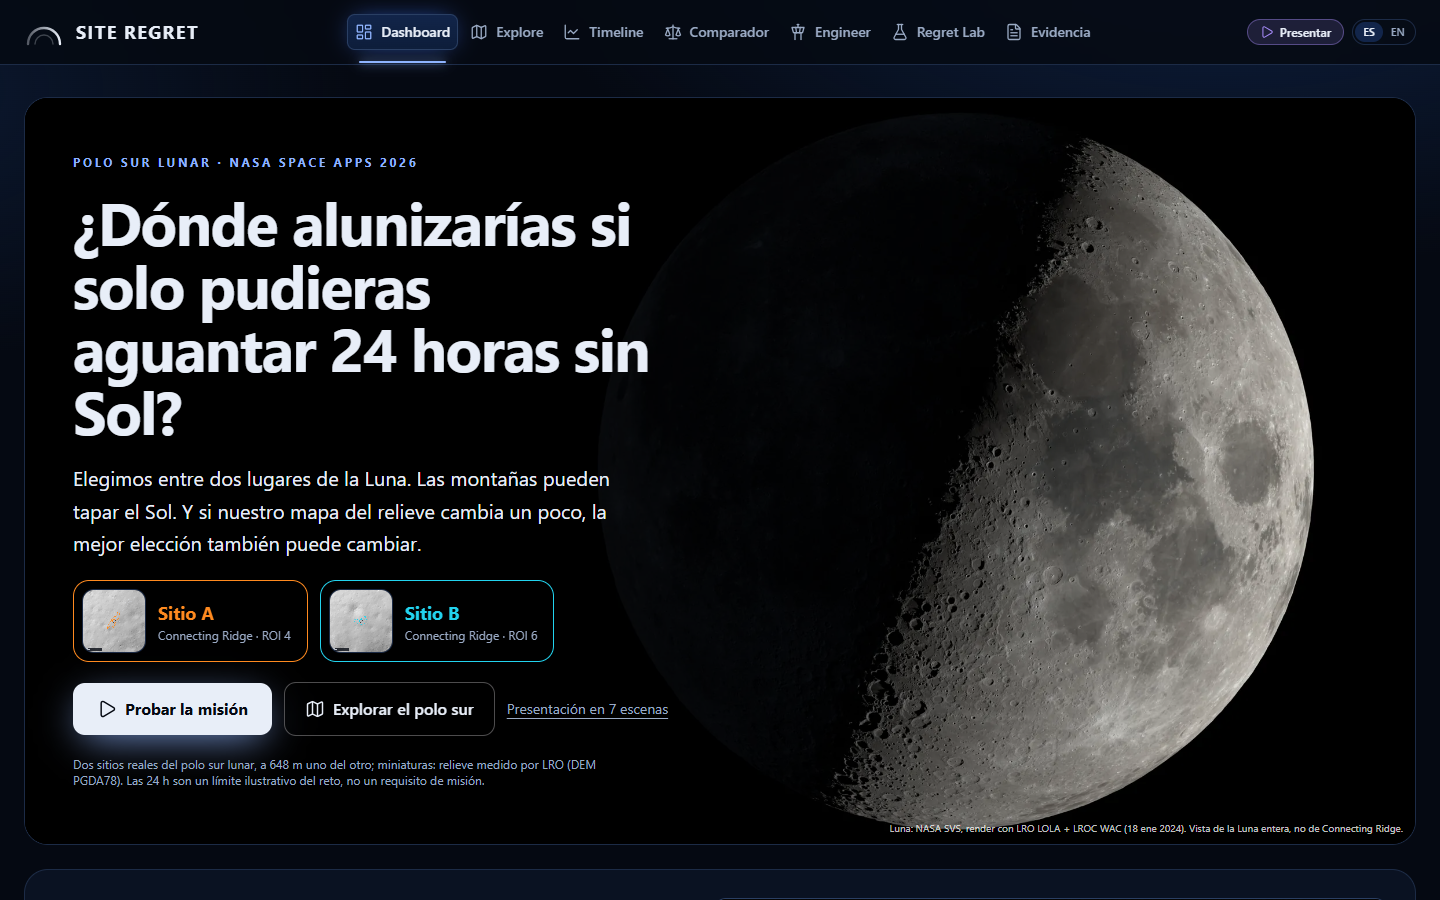 SITE REGRET
Dashboard
Explore
Timeline
Comparador
Engineer
Regret Lab
Evidencia
Presentar
ES
EN
POLO SUR LUNAR · NASA SPACE APPS 2026
¿Dónde alunizarías si
solo pudieras
aguantar 24 horas sin
Sol?
Elegimos entre dos lugares de la Luna. Las montañas pueden
tapar el Sol. Y si nuestro mapa del relieve cambia un poco, la
mejor elección también puede cambiar.
Sitio A
Connecting Ridge · ROI 4
Sitio B
Connecting Ridge · ROI 6
Probar la misión
Explorar el polo sur
Presentación en 7 escenas
Dos sitios reales del polo sur lunar, a 648 m uno del otro; miniaturas: relieve medido por LRO (DEM
PGDA78). Las 24 h son un límite ilustrativo del reto, no un requisito de misión.
Luna: NASA SVS, render con LRO LOLA + LROC WAC (18 ene 2024). Vista de la Luna entera, no de Connecting Ridge.